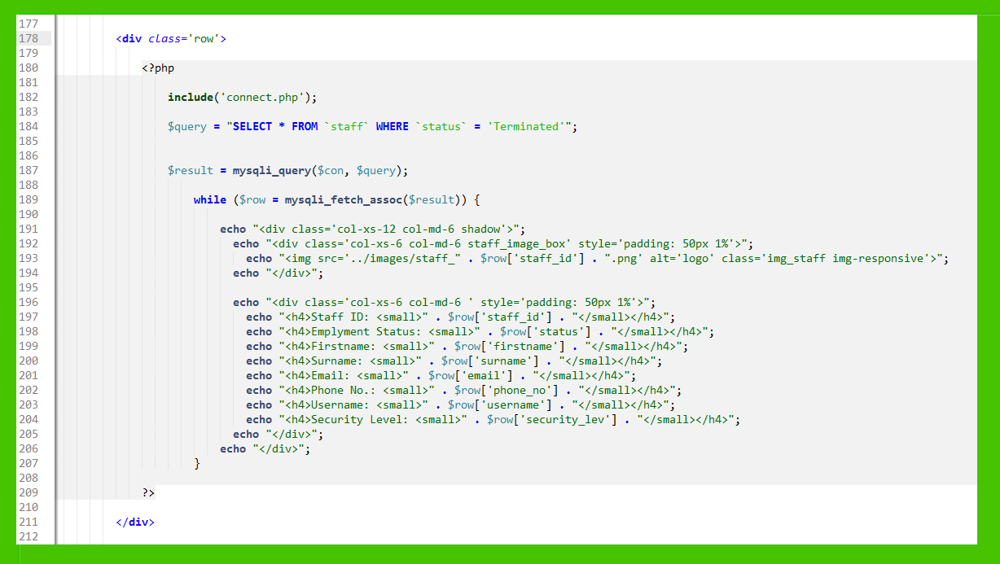 177
178 <div class='row'>
179
180 <?php
181
182 include('connect.php');
183
184 $query = "SELECT * FROM `staff` WHERE `status` = 'Terminated'";
185
186
187 $result = mysqli_query($con, $query);
188
189 while ($row = mysqli_fetch_assoc($result)) {
190
191 echo "<div class='col-xs-12 col-md-6 shadow'>";
192 echo "<div class='col-xs-6 col-md-6 staff_image_box' style='padding: 50px 1%'>";
193 echo "<img src='../images/staff_" . $row['staff_id'] . ".png' alt='logo' class='img_staff img-responsive'>";
194 echo "</div>";
195
196 echo "<div class='col-xs-6 col-md-6 ' style='padding: 50px 1%'>";
197 echo "<h4>Staff ID: <small>" . $row['staff_id'] . "</small></h4>";
198 echo "<h4>Emplyment Status: <small>" . $row['status'] . "</small></h4>";
199 echo "<h4>Firstname: <small>" . $row['firstname'] . "</small></h4>";
200 echo "<h4>Surname: <small>" . $row['surname'] . "</small></h4>";
201 echo "<h4>Email: <small>" . $row['email'] . "</small></h4>";
202 echo "<h4>Phone No.: <small>" . $row['phone_no'] . "</small></h4>";
203 echo "<h4>Username: <small>" . $row['username'] . "</small></h4>";
204 echo "<h4>Security Level: <small>" . $row['security_lev'] . "</small></h4>";
205 echo "</div>";
206 echo "</div>";
207 }
208
209 ?>
210
211 </div>
212